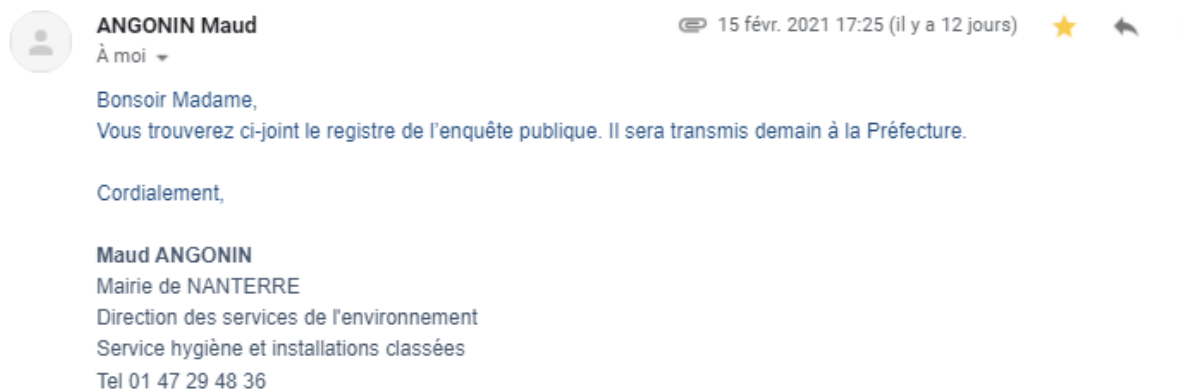 ANGONIN Maud
15 févr. 2021 17:25 (il y a 12 jours)
À moi
Bonsoir Madame,
Vous trouverez ci-joint le registre de l'enquête publique. Il sera transmis demain à la Préfecture.
Cordialement,
Maud ANGONIN
Mairie de NANTERRE
Direction des services de l'environnement
Service hygiène et installations classées
Tel 01 47 29 48 36